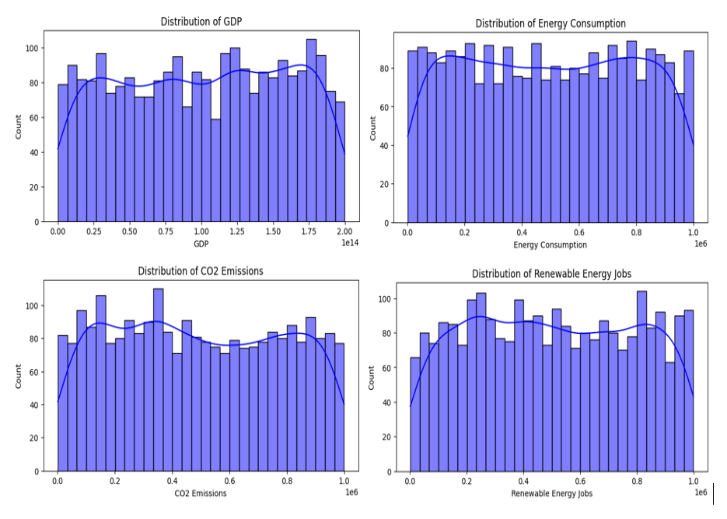 Distribution of GDP
Count
100
80
60
40
20
0
0.00 0.25 0.50 0.75 1.00 1.25 1.50 1.75 2.00
1e14
GDP
Distribution of Energy Consumption
Count
80
60
40
20
0
0.0 0.2 0.4 0.6 0.8 1.0
1e6
Energy Consumption
Distribution of CO2 Emissions
Count
100
80
60
40
20
0
0.0 0.2 0.4 0.6 0.8 1.0
1e6
CO2 Emissions
Distribution of Renewable Energy Jobs
Count
100
80
60
40
20
0
0.0 0.2 0.4 0.6 0.8 1.0
1e6
Renewable Energy Jobs